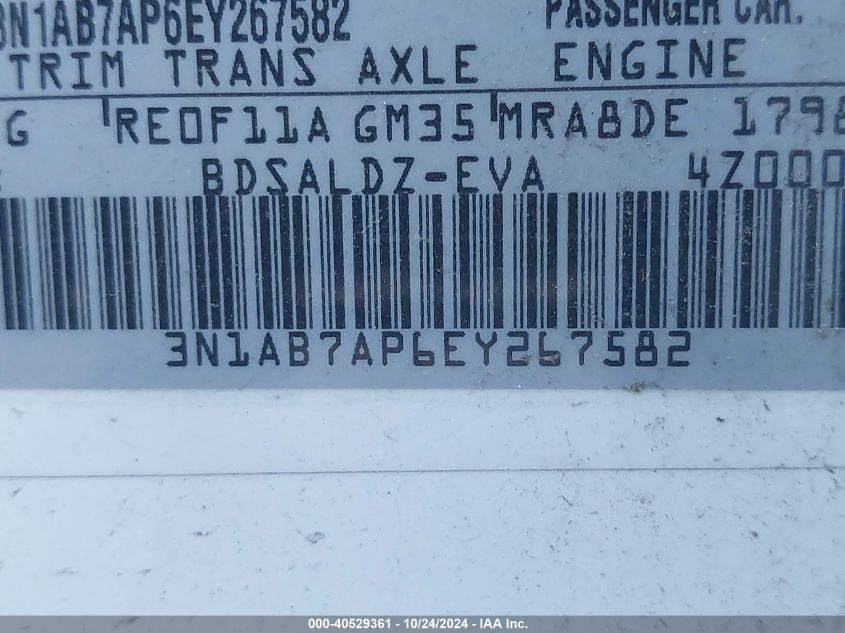 3N1AB7AP6EY267582 PASSENGER CAR.
TRIM TRANS AXLE ENGINE
G RE0F11A GM35 MRA8DE 1798
BDSALDZ-EVA 4Z000
3N1AB7AP6EY267582
000-40529361 - 10/24/2024 - IAA Inc.